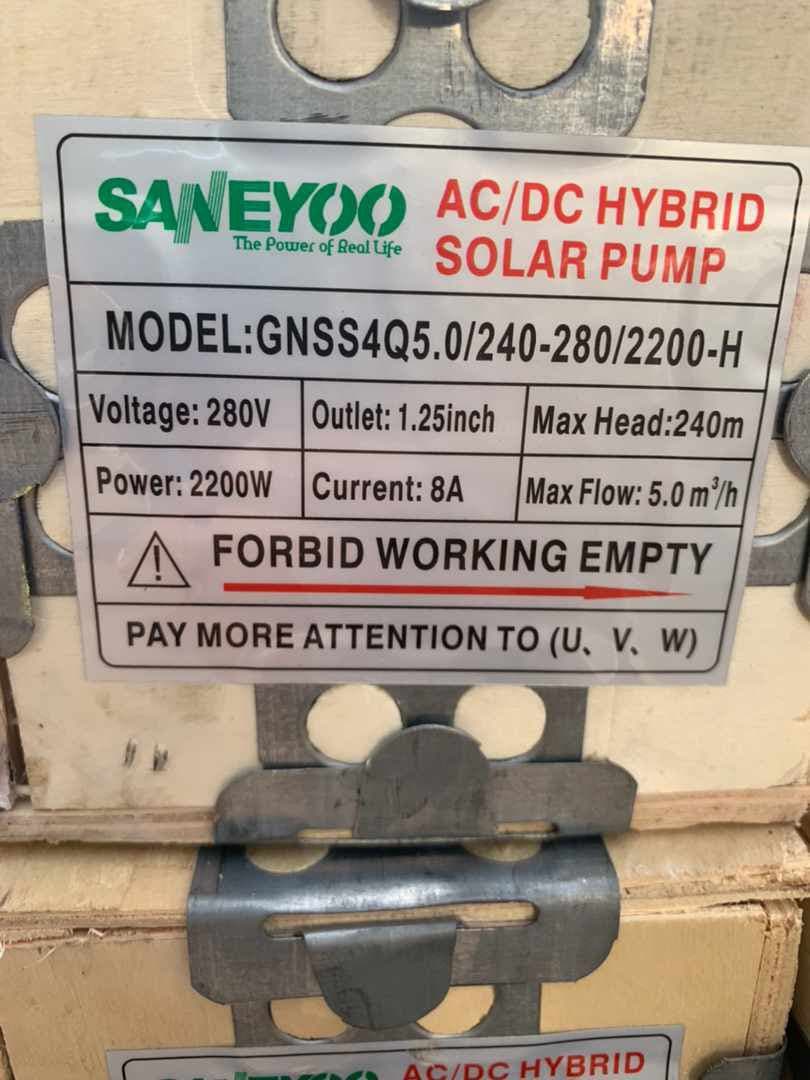 SANEYOO
The Power of Real Life
AC/DC HYBRID
SOLAR PUMP
MODEL:GNSS4Q5.0/240-280/2200-H
Voltage: 280V Outlet: 1.25inch Max Head:240m
Power: 2200W Current: 8A Max Flow: 5.0 m³/h
FORBID WORKING EMPTY
PAY MORE ATTENTION TO (U、V、W)
SANEYOO AC/DC HYBRID